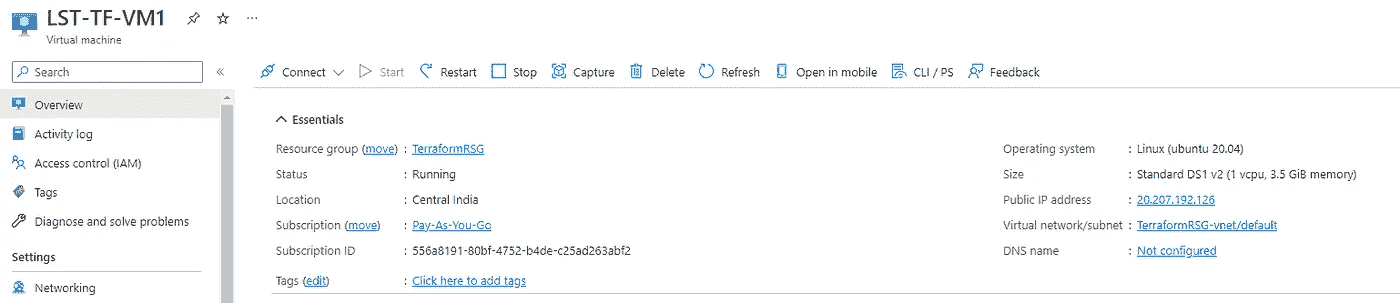 LST-TF-VM1
...
Virtual machine
Search
«
Connect Start Restart Stop Capture Delete Refresh Open in mobile CLI / PS Feedback
Overview
Activity log
Access control (IAM)
Tags
Diagnose and solve problems
Settings
Networking
Essentials
Resource group (move) : TerraformRSG
Status : Running
Location : Central India
Subscription (move) : Pay-As-You-Go
Subscription ID : 556a8191-80bf-4752-b4de-c25ad263abf2
Tags (edit) : Click here to add tags
Operating system : Linux (ubuntu 20.04)
Size : Standard DS1 v2 (1 vcpu, 3.5 GiB memory)
Public IP address : 20.207.192.126
Virtual network/subnet : TerraformRSG-vnet/default
DNS name : Not configured